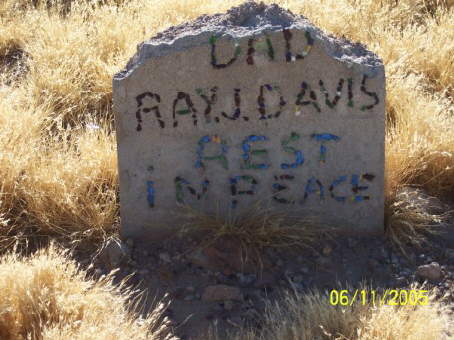 DAD
RAY.J.DAVIS
REST
iN PEACE
06/11/2005